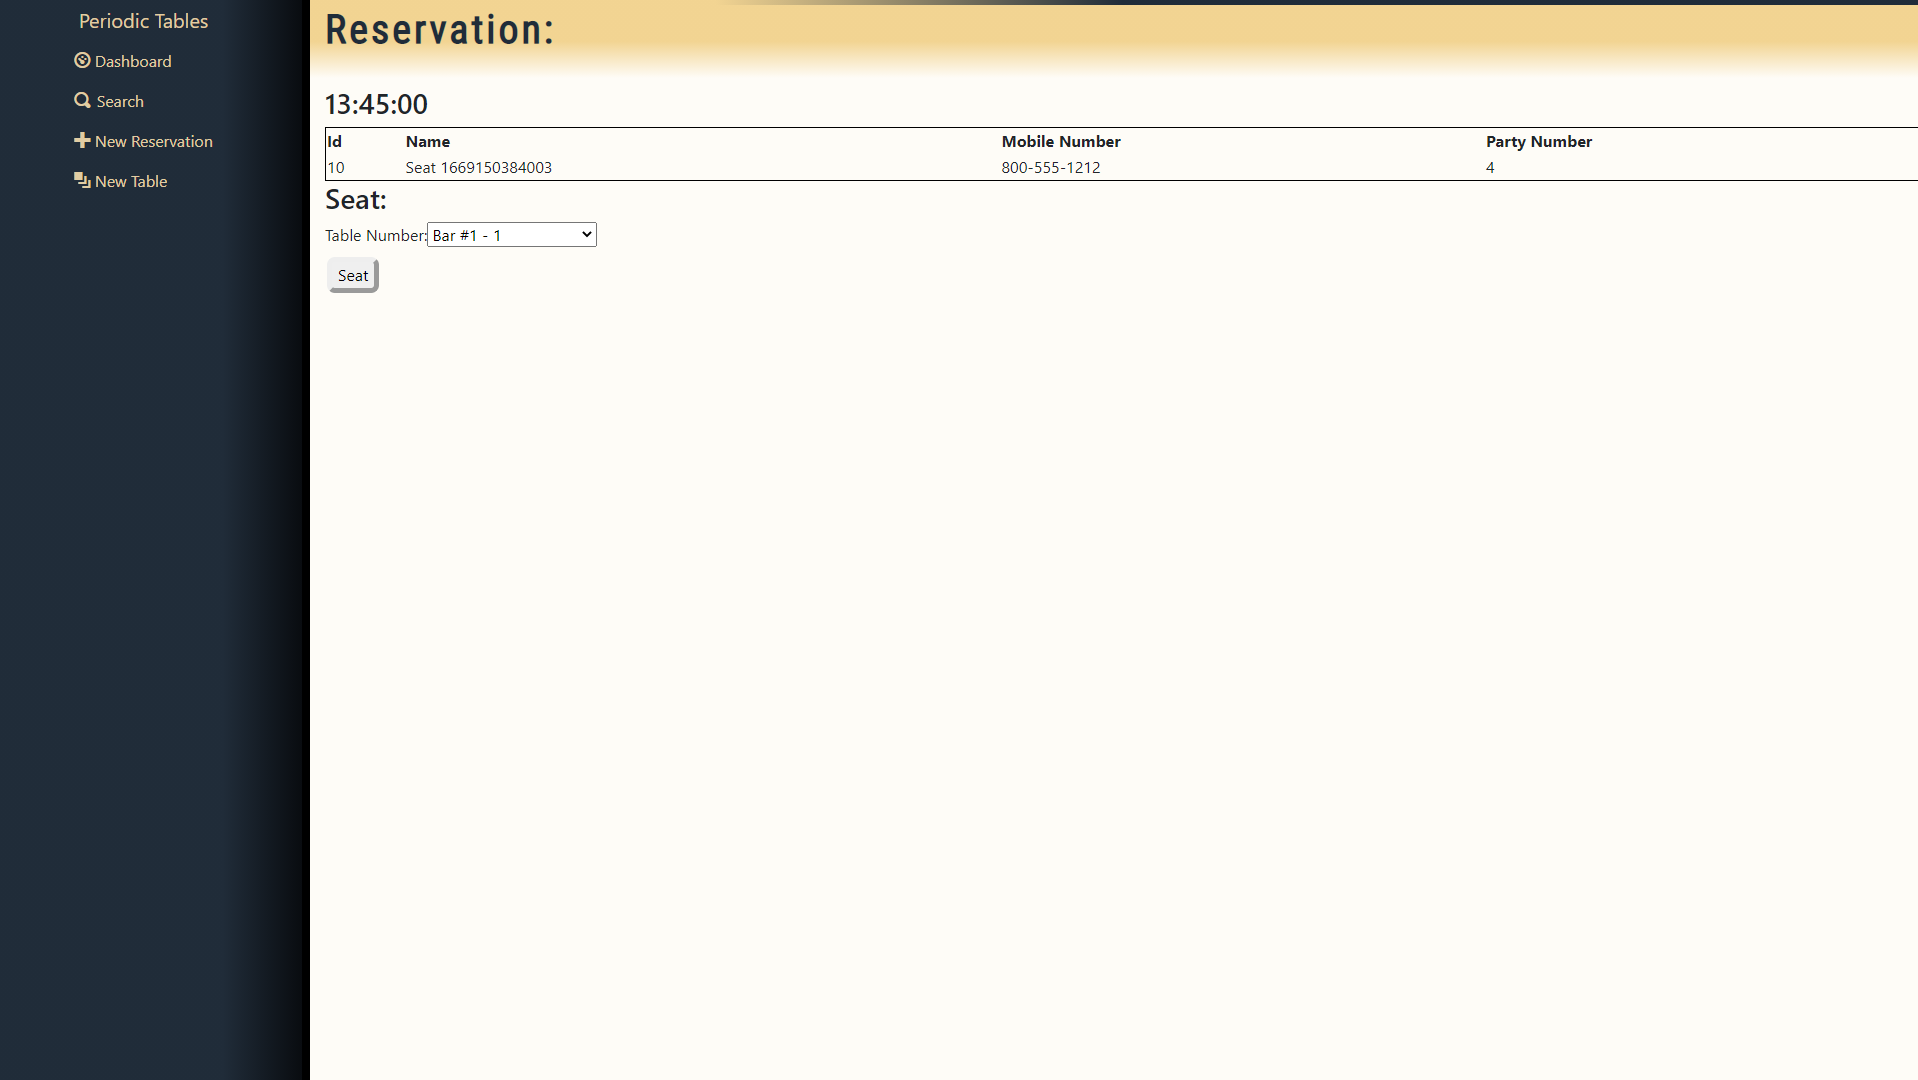 Periodic Tables
Dashboard
Search
New Reservation
New Table
Reservation:
13:45:00
Id Name Mobile Number Party Number
10 Seat 1669150384003 800-555-1212 4
Seat:
Table Number: Bar #1 - 1
Seat